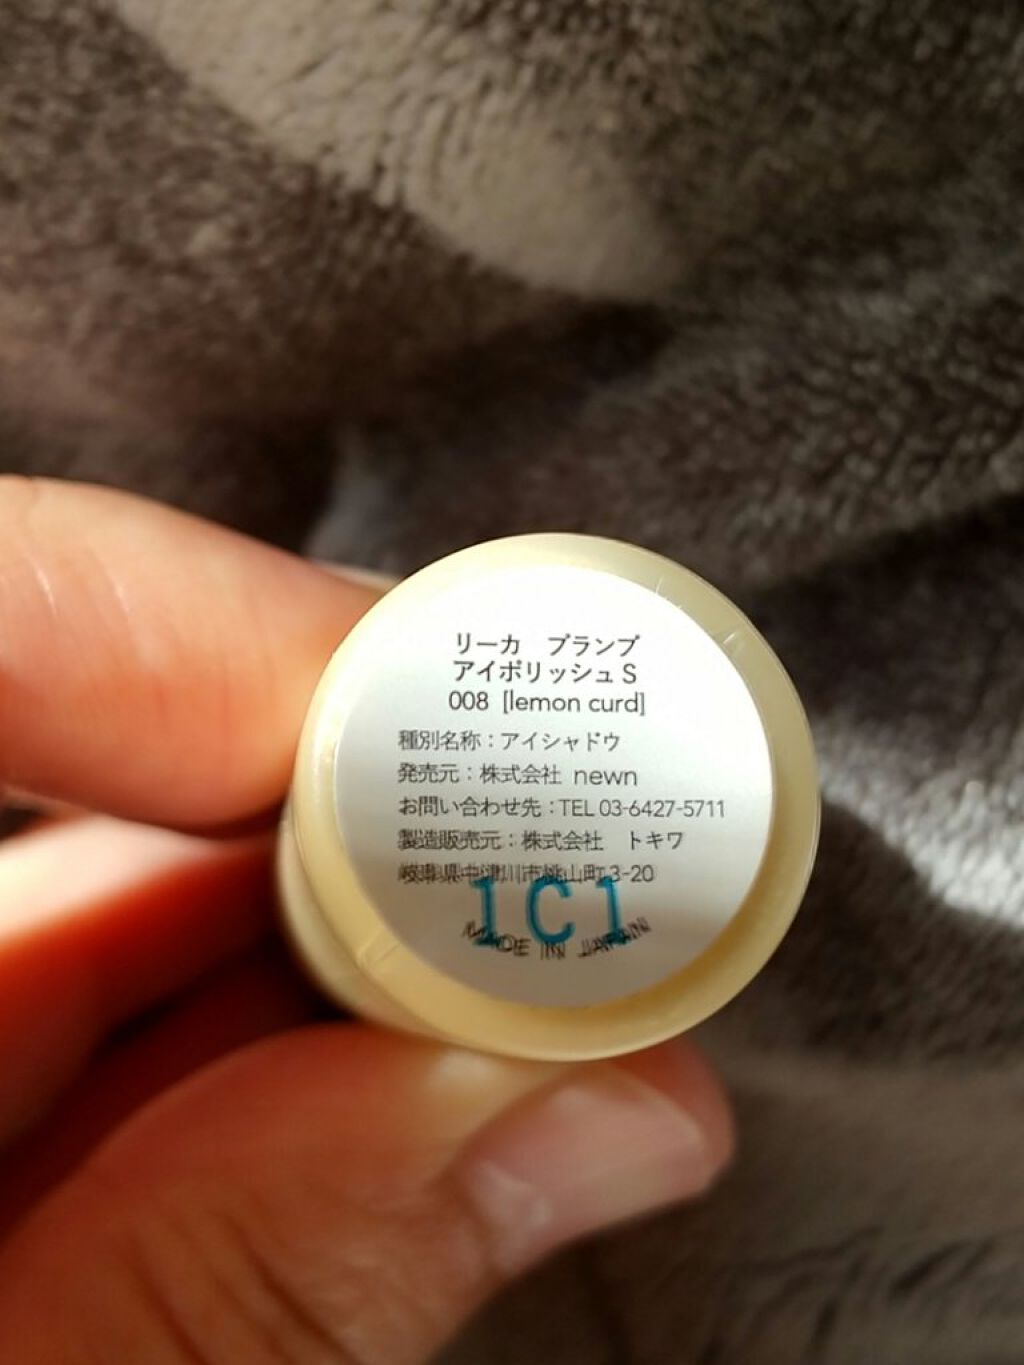 リーカ　プランプ
アイポリッシュ S
008 [lemon curd]
種別名称：アイシャドウ
発売元：株式会社 newn
お問い合わせ先：TEL 03-6427-5711
製造販売元：株式会社　トキワ
岐阜県中津川市桃山町3-20
1C1
MADE IN JAPAN